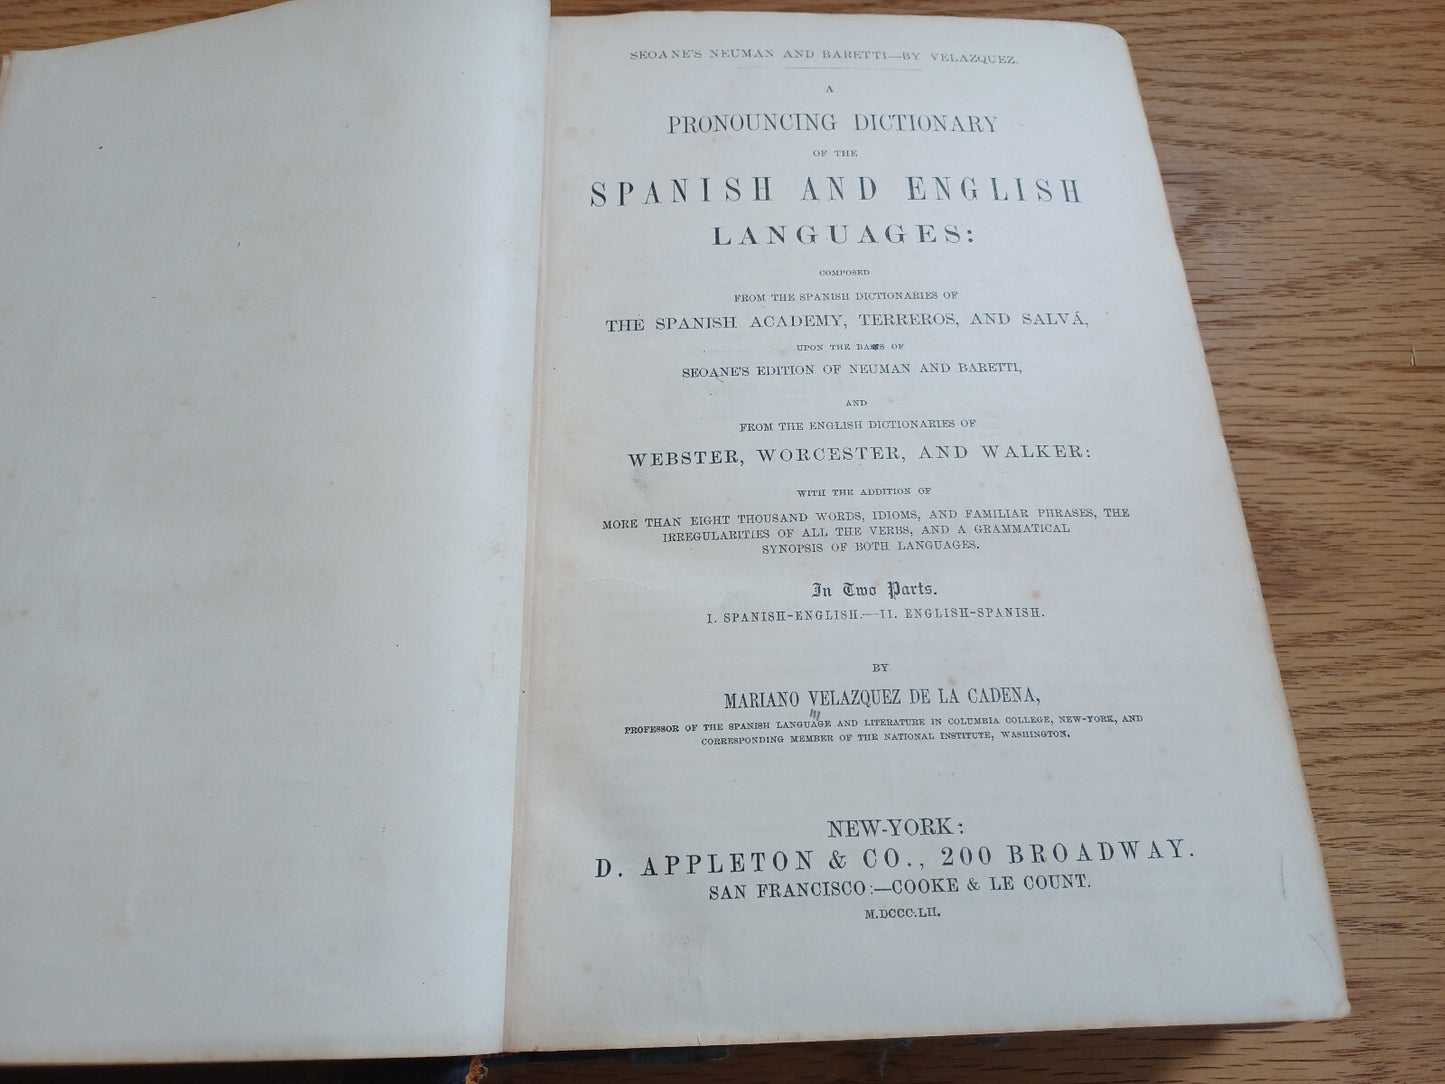 SEOANE'S NEUMAN AND BARETTI—BY VELAZQUEZ.
A
PRONOUNCING DICTIONARY
OF THE
SPANISH AND ENGLISH
LANGUAGES:
COMPOSED
FROM THE SPANISH DICTIONARIES OF
THE SPANISH ACADEMY, TERREROS, AND SALVÁ,
UPON THE BASIS OF
SEOANE'S EDITION OF NEUMAN AND BARETTI,
AND
FROM THE ENGLISH DICTIONARIES OF
WEBSTER, WORCESTER, AND WALKER:
WITH THE ADDITION OF
MORE THAN EIGHT THOUSAND WORDS, IDIOMS, AND FAMILIAR PHRASES, THE
IRREGULARITIES OF ALL THE VERBS, AND A GRAMMATICAL
SYNOPSIS OF BOTH LANGUAGES.
In Two Parts.
I. SPANISH-ENGLISH.—II. ENGLISH-SPANISH.
BY
MARIANO VELAZQUEZ DE LA CADENA,
PROFESSOR OF THE SPANISH LANGUAGE AND LITERATURE IN COLUMBIA COLLEGE, NEW-YORK, AND
CORRESPONDING MEMBER OF THE NATIONAL INSTITUTE, WASHINGTON.
NEW-YORK:
D. APPLETON & CO., 200 BROADWAY.
SAN FRANCISCO:—COOKE & LE COUNT.
M.DCCC.LII.